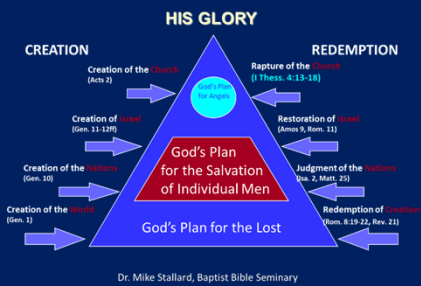 HIS GLORY
CREATION
REDEMPTION
Creation of the Church
(Acts 2)
Rapture of the Church
(I Thess. 4:13-18)
God's Plan
for Angels
Creation of Israel
(Gen. 11-12ff)
Restoration of Israel
(Amos 9, Rom. 11)
God's Plan
for the Salvation
of Individual Men
Creation of the Nations
(Gen. 10)
Judgment of the Nations
(Isa. 2, Matt. 25)
Creation of the World
(Gen. 1)
Redemption of Creation
(Rom. 8:19-22, Rev. 21)
God's Plan for the Lost
Dr. Mike Stallard, Baptist Bible Seminary